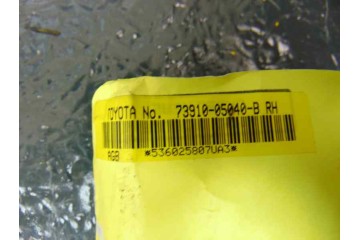 TOYOTA No. 73910-05040-B RH
RGB
*536025807UA3*